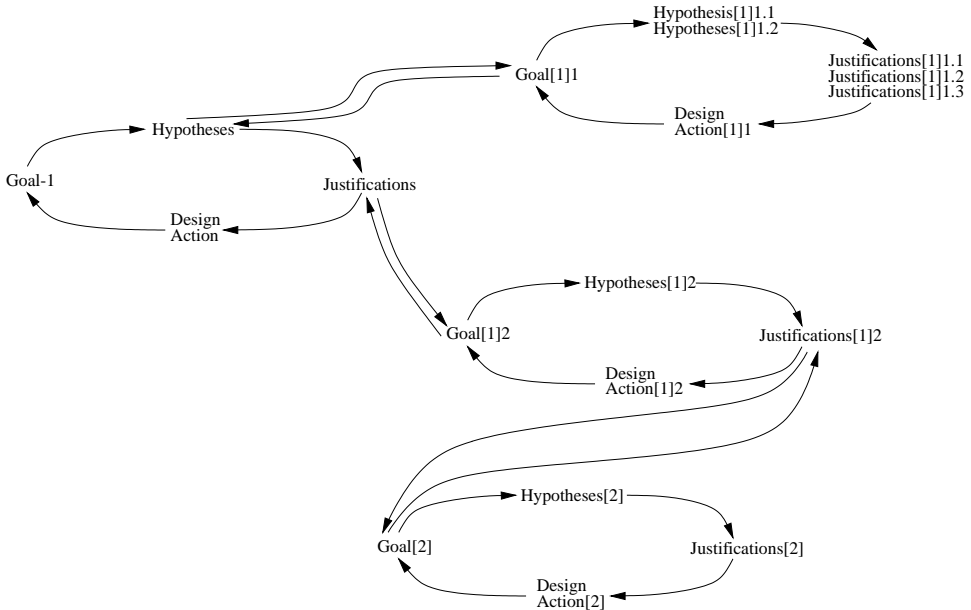 Hypothesis[1]1.1
Hypotheses[1]1.2
Goal[1]1
Justifications[1]1.1
Justifications[1]1.2
Justifications[1]1.3
Design
Action[1]1
Hypotheses
Goal-1
Justifications
Design
Action
Hypotheses[1]2
Goal[1]2
Justifications[1]2
Design
Action[1]2
Hypotheses[2]
Goal[2]
Justifications[2]
Design
Action[2]